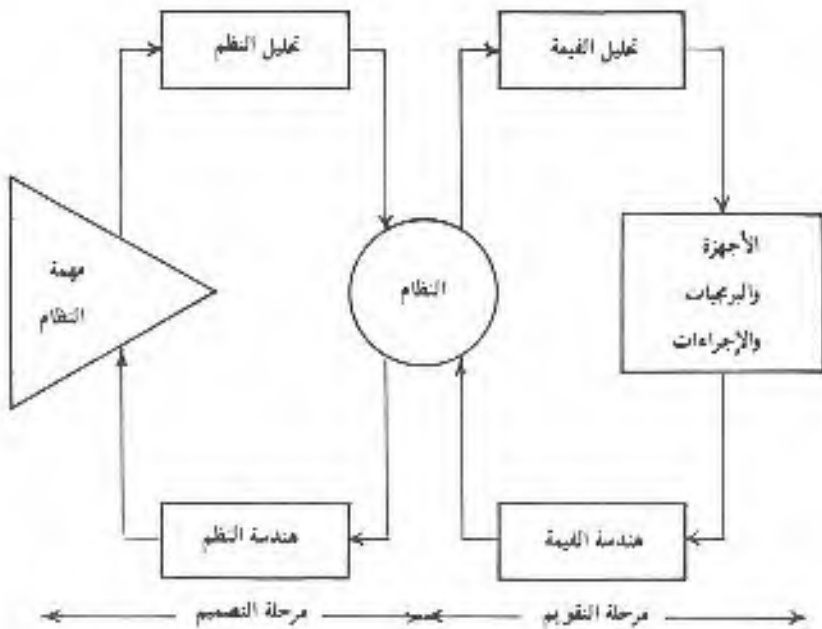 تحليل النظم
تحليل القيمة
مهمة
النظام
النظام
الأجهزة
والبرمجيات
والإجراءات
هندسة النظم
هندسة القيمة
مرحلة التصميم
مرحلة التقويم